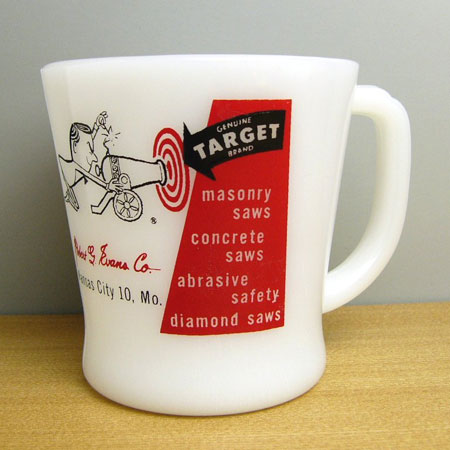 GENUINE
TARGET
BRAND
masonry
saws
concrete
saws
abrasive
safety
diamond saws
®
G. Evans Co.
City 10, Mo.